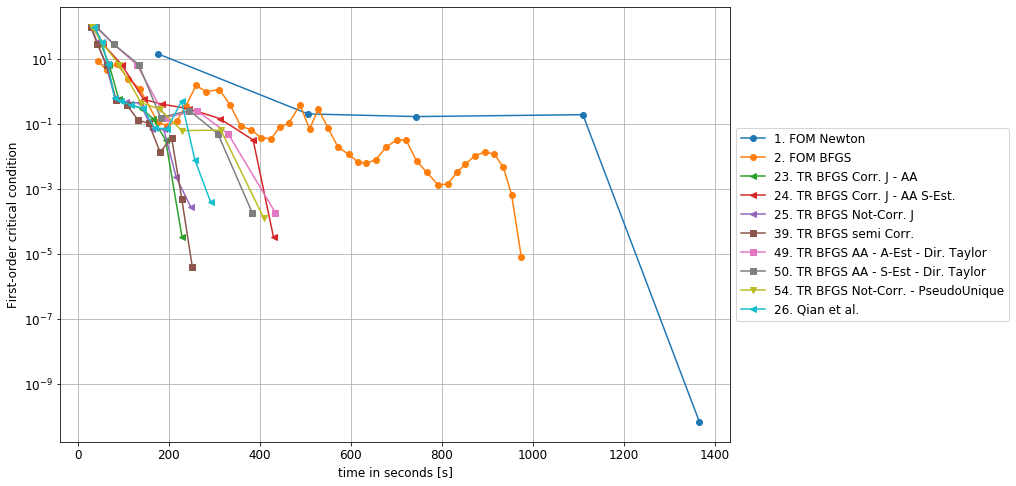 First-order critical condition
10^1
10^-1
10^-3
10^-5
10^-7
10^-9
0 200 400 600 800 1000 1200 1400
time in seconds [s]
1. FOM Newton
2. FOM BFGS
23. TR BFGS Corr. J - AA
24. TR BFGS Corr. J - AA S-Est.
25. TR BFGS Not-Corr. J
39. TR BFGS semi Corr.
49. TR BFGS AA - A-Est - Dir. Taylor
50. TR BFGS AA - S-Est - Dir. Taylor
54. TR BFGS Not-Corr. - PseudoUnique
26. Qian et al.